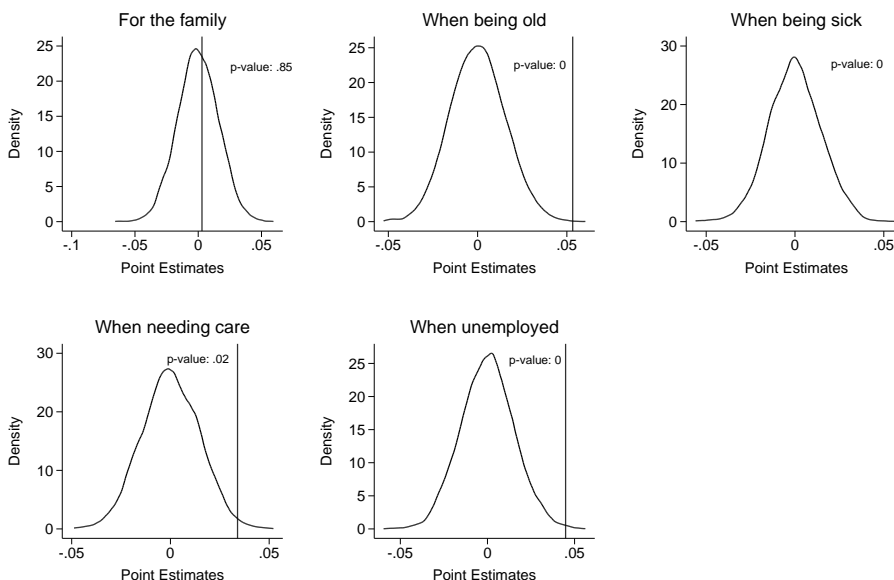 For the family
25
20
15
10
5
0
Density
p-value: .85
-.1 -.05 0 .05
Point Estimates
When being old
25
20
15
10
5
0
Density
p-value: 0
-.05 0 .05
Point Estimates
When being sick
30
20
10
0
Density
p-value: 0
-.05 0 .05
Point Estimates
When needing care
30
20
10
0
Density
p-value: .02
-.05 0 .05
Point Estimates
When unemployed
25
20
15
10
5
0
Density
p-value: 0
-.05 0 .05
Point Estimates